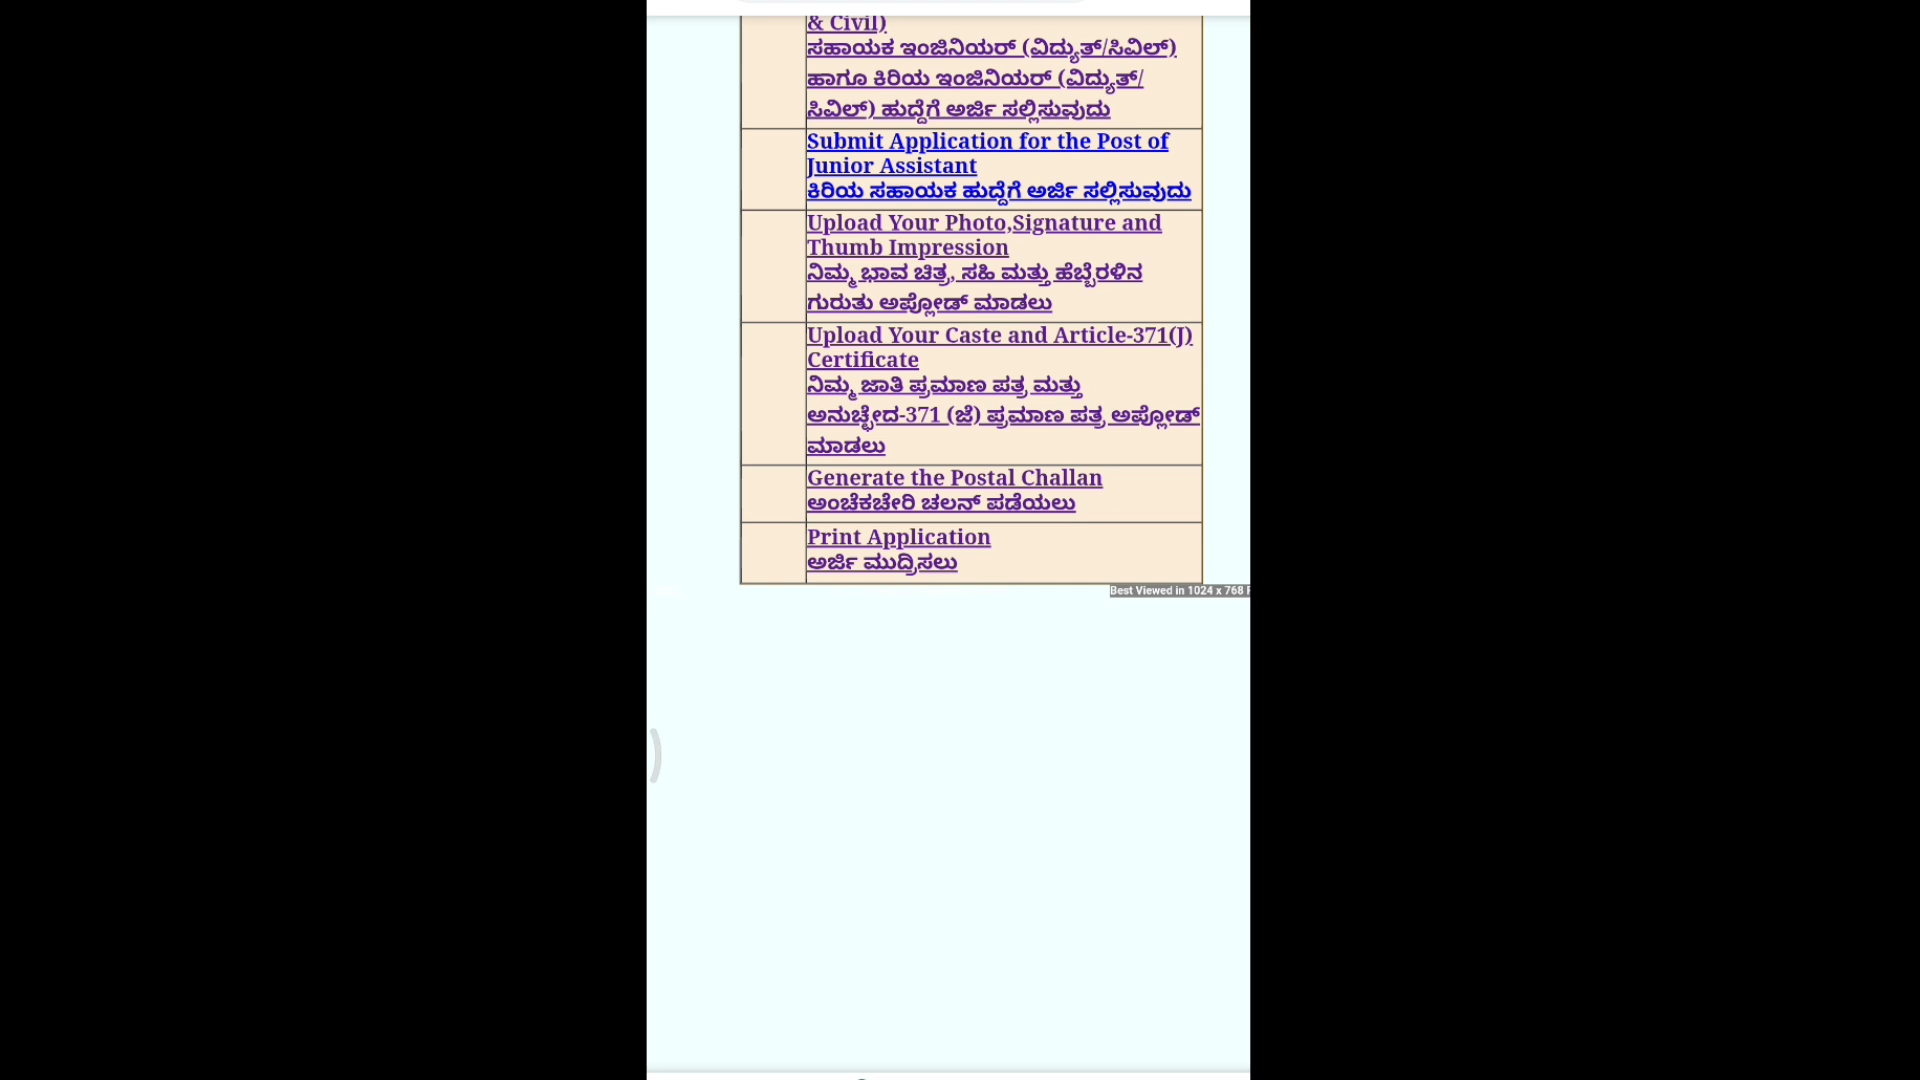 & Civil)
ಸಹಾಯಕ ಇಂಜಿನಿಯರ್ (ವಿದ್ಯುತ್/ಸಿವಿಲ್)
ಹಾಗೂ ಕಿರಿಯ ಇಂಜಿನಿಯರ್ (ವಿದ್ಯುತ್/
ಸಿವಿಲ್) ಹುದ್ದೆಗೆ ಅರ್ಜಿ ಸಲ್ಲಿಸುವುದು
Submit Application for the Post of
Junior Assistant
ಕಿರಿಯ ಸಹಾಯಕ ಹುದ್ದೆಗೆ ಅರ್ಜಿ ಸಲ್ಲಿಸುವುದು
Upload Your Photo,Signature and
Thumb Impression
ನಿಮ್ಮ ಭಾವ ಚಿತ್ರ, ಸಹಿ ಮತ್ತು ಹೆಬ್ಬೆರಳಿನ
ಗುರುತು ಅಪ್ಲೋಡ್ ಮಾಡಲು
Upload Your Caste and Article-371(J)
Certificate
ನಿಮ್ಮ ಜಾತಿ ಪ್ರಮಾಣ ಪತ್ರ ಮತ್ತು
ಅನುಚ್ಛೇದ-371 (ಜೆ) ಪ್ರಮಾಣ ಪತ್ರ ಅಪ್ಲೋಡ್
ಮಾಡಲು
Generate the Postal Challan
ಅಂಚೆಕಚೇರಿ ಚಲನ್ ಪಡೆಯಲು
Print Application
ಅರ್ಜಿ ಮುದ್ರಿಸಲು
Best Viewed in 1024 x 768